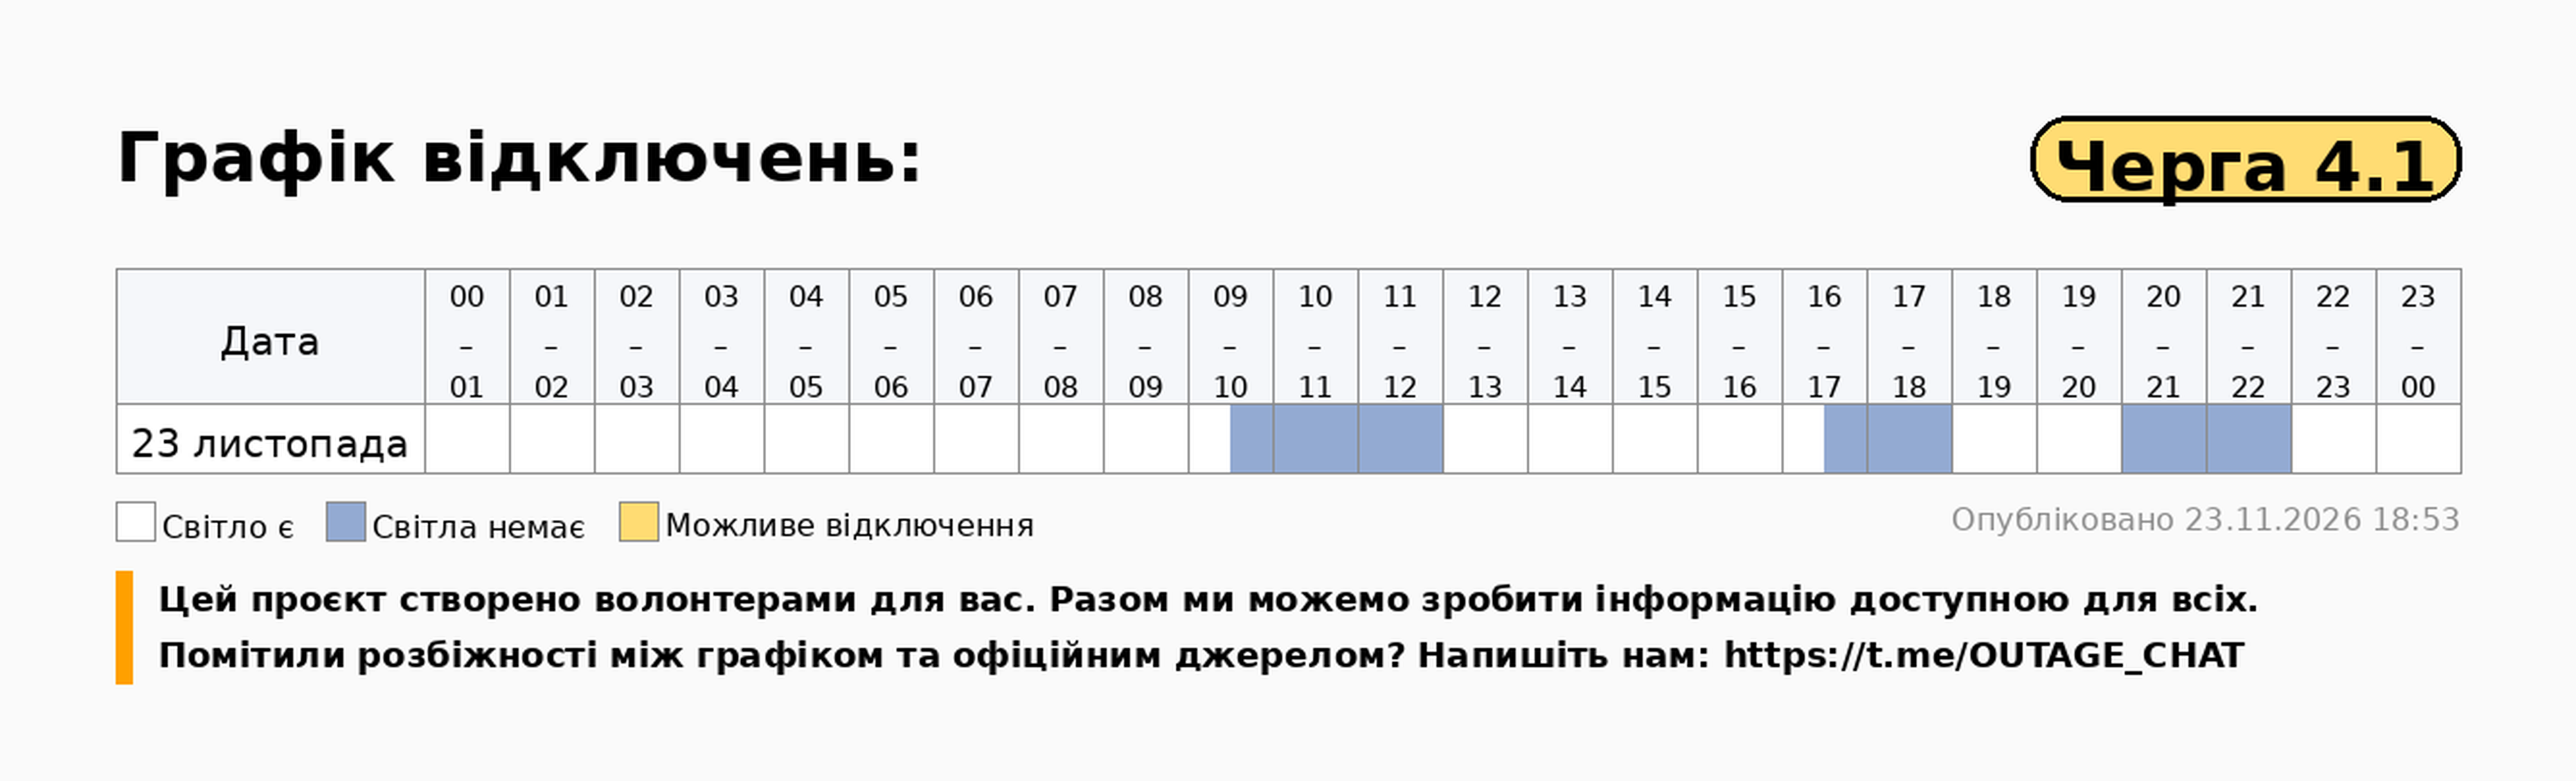 Графік відключень:
Черга 4.1
Дата
00 – 01
01 – 02
02 – 03
03 – 04
04 – 05
05 – 06
06 – 07
07 – 08
08 – 09
09 – 10
10 – 11
11 – 12
12 – 13
13 – 14
14 – 15
15 – 16
16 – 17
17 – 18
18 – 19
19 – 20
20 – 21
21 – 22
22 – 23
23 – 00
23 листопада
Світло є
Світла немає
Можливе відключення
Опубліковано 23.11.2026 18:53
Цей проєкт створено волонтерами для вас. Разом ми можемо зробити інформацію доступною для всіх.
Помітили розбіжності між графіком та офіційним джерелом? Напишіть нам: https://t.me/OUTAGE_CHAT